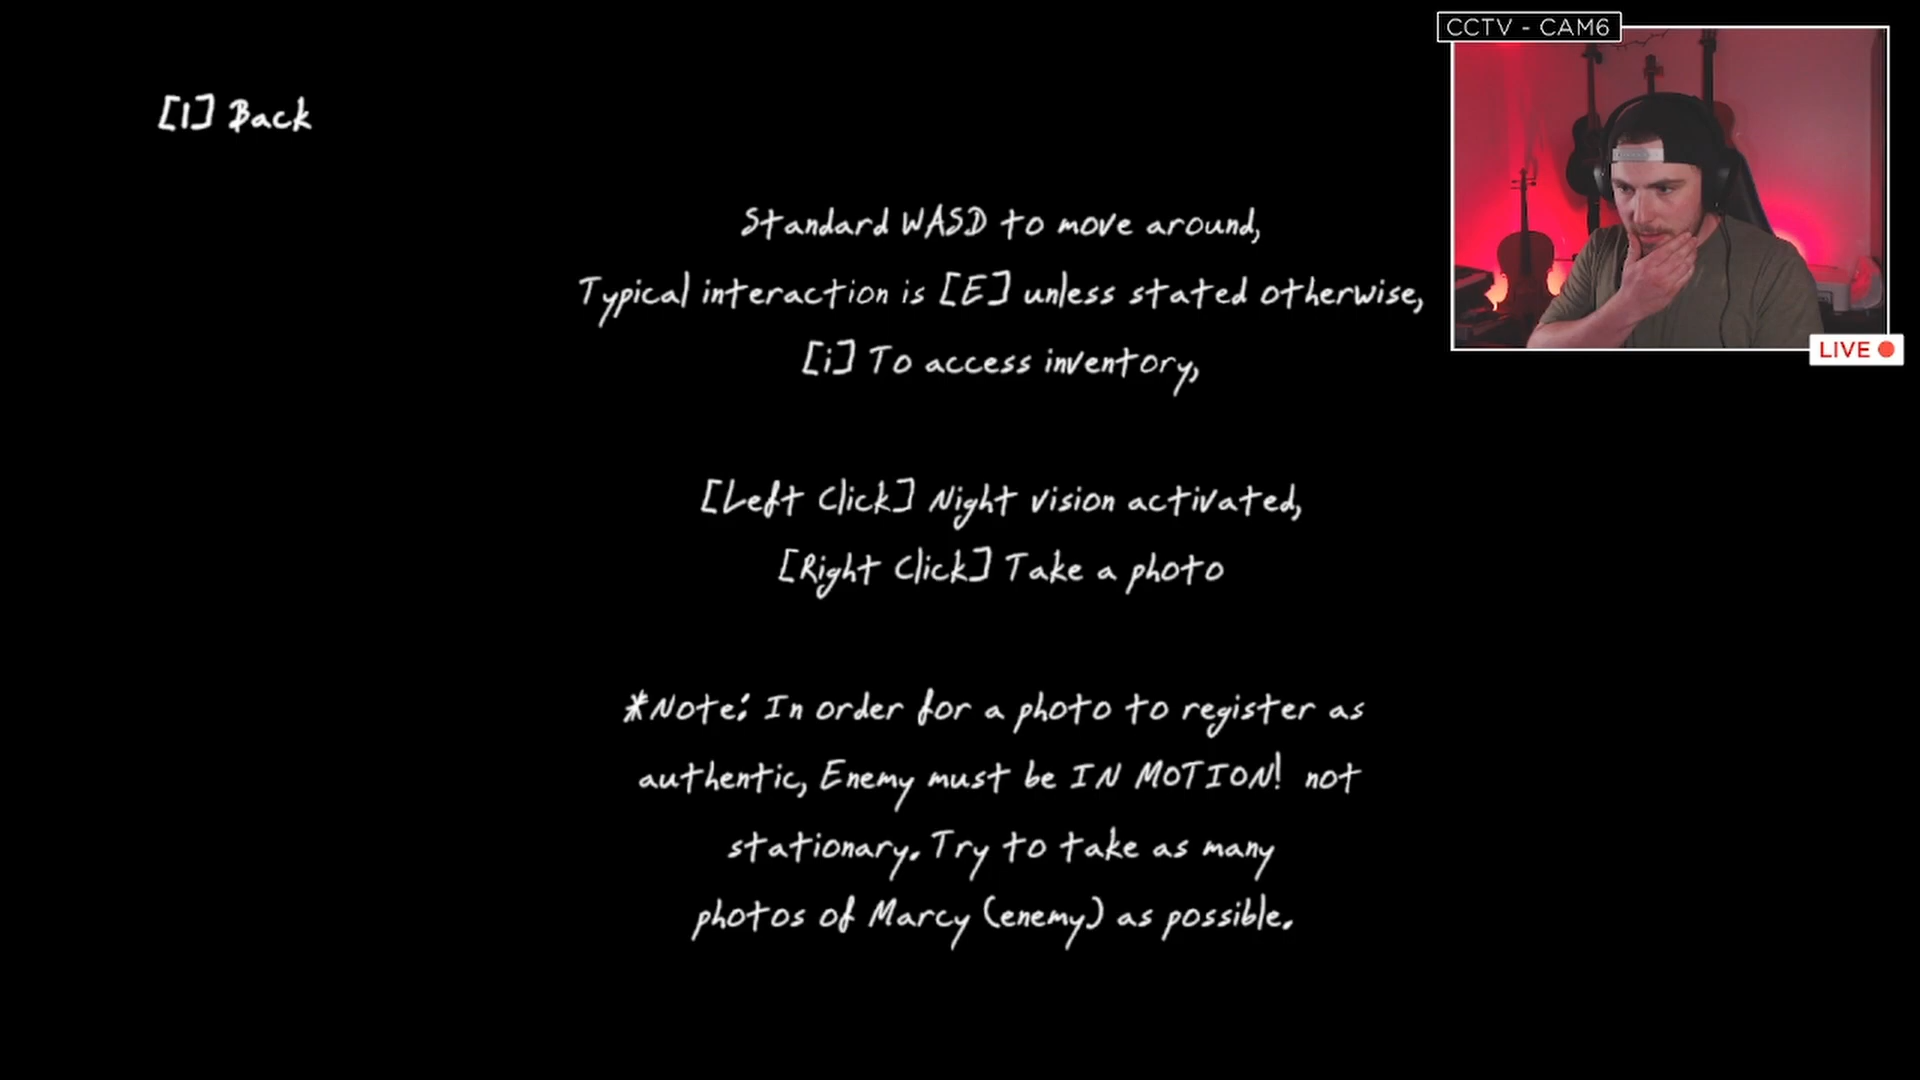 CCTV - CAM6
[1] Back
Standard WASD to move around,
Typical interaction is [E] unless stated otherwise,
[i] To access inventory,
LIVE
[Left Click] Night vision activated,
[Right Click] Take a photo
*Note: In order for a photo to register as
authentic, Enemy must be IN MOTION! not
stationary. Try to take as many
photos of Marcy (enemy) as possible.